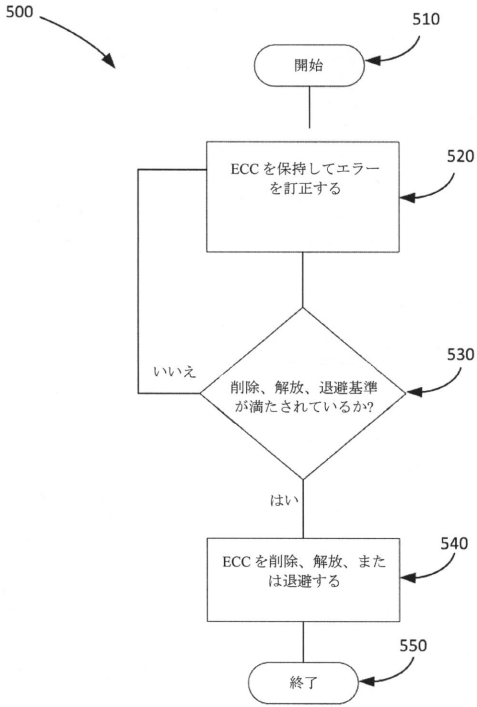 500
510
開始
520
ECC を保持してエラー
を訂正する
530
いいえ
削除、解放、退避基準
が満たされているか?
はい
540
ECC を削除、解放、また
は退避する
550
終了